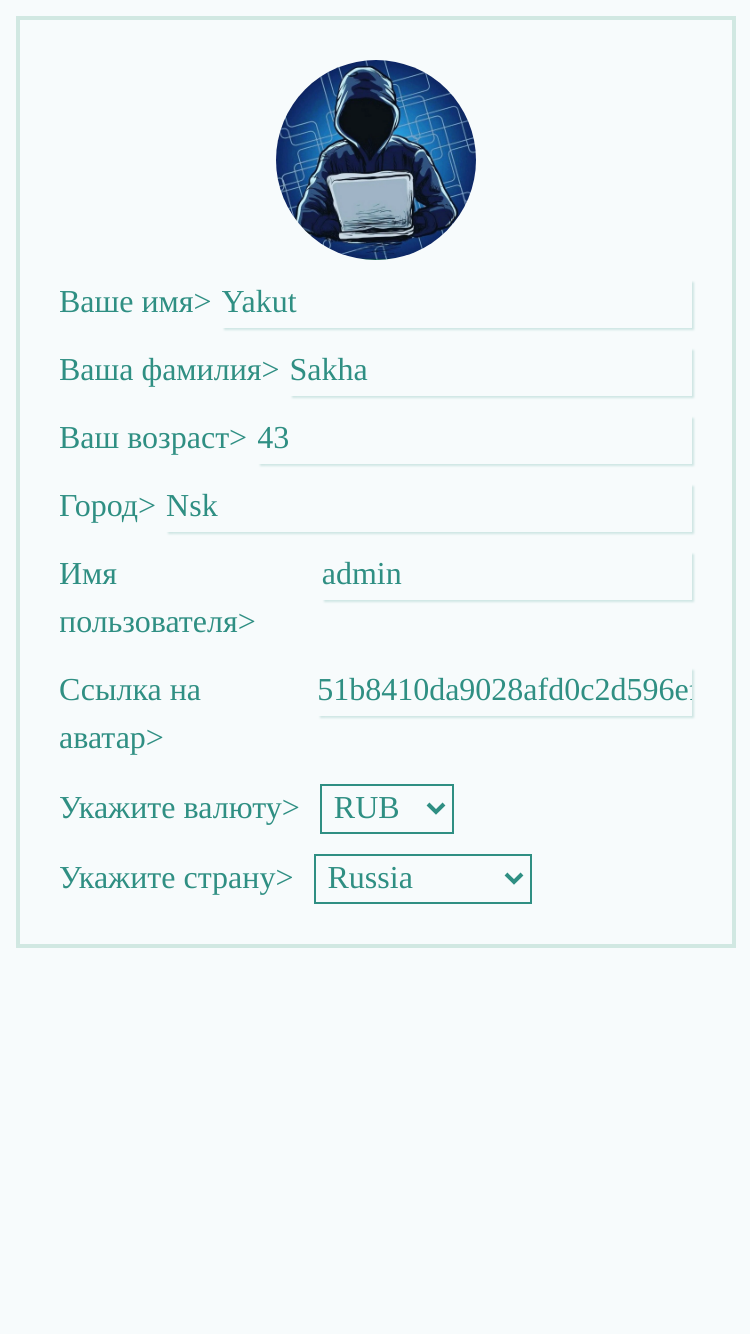 Ваше имя> Yakut
Ваша фамилия> Sakha
Ваш возраст> 43
Город> Nsk
Имя пользователя> admin
Ссылка на аватар> 51b8410da9028afd0c2d596e
Укажите валюту> RUB
Укажите страну> Russia